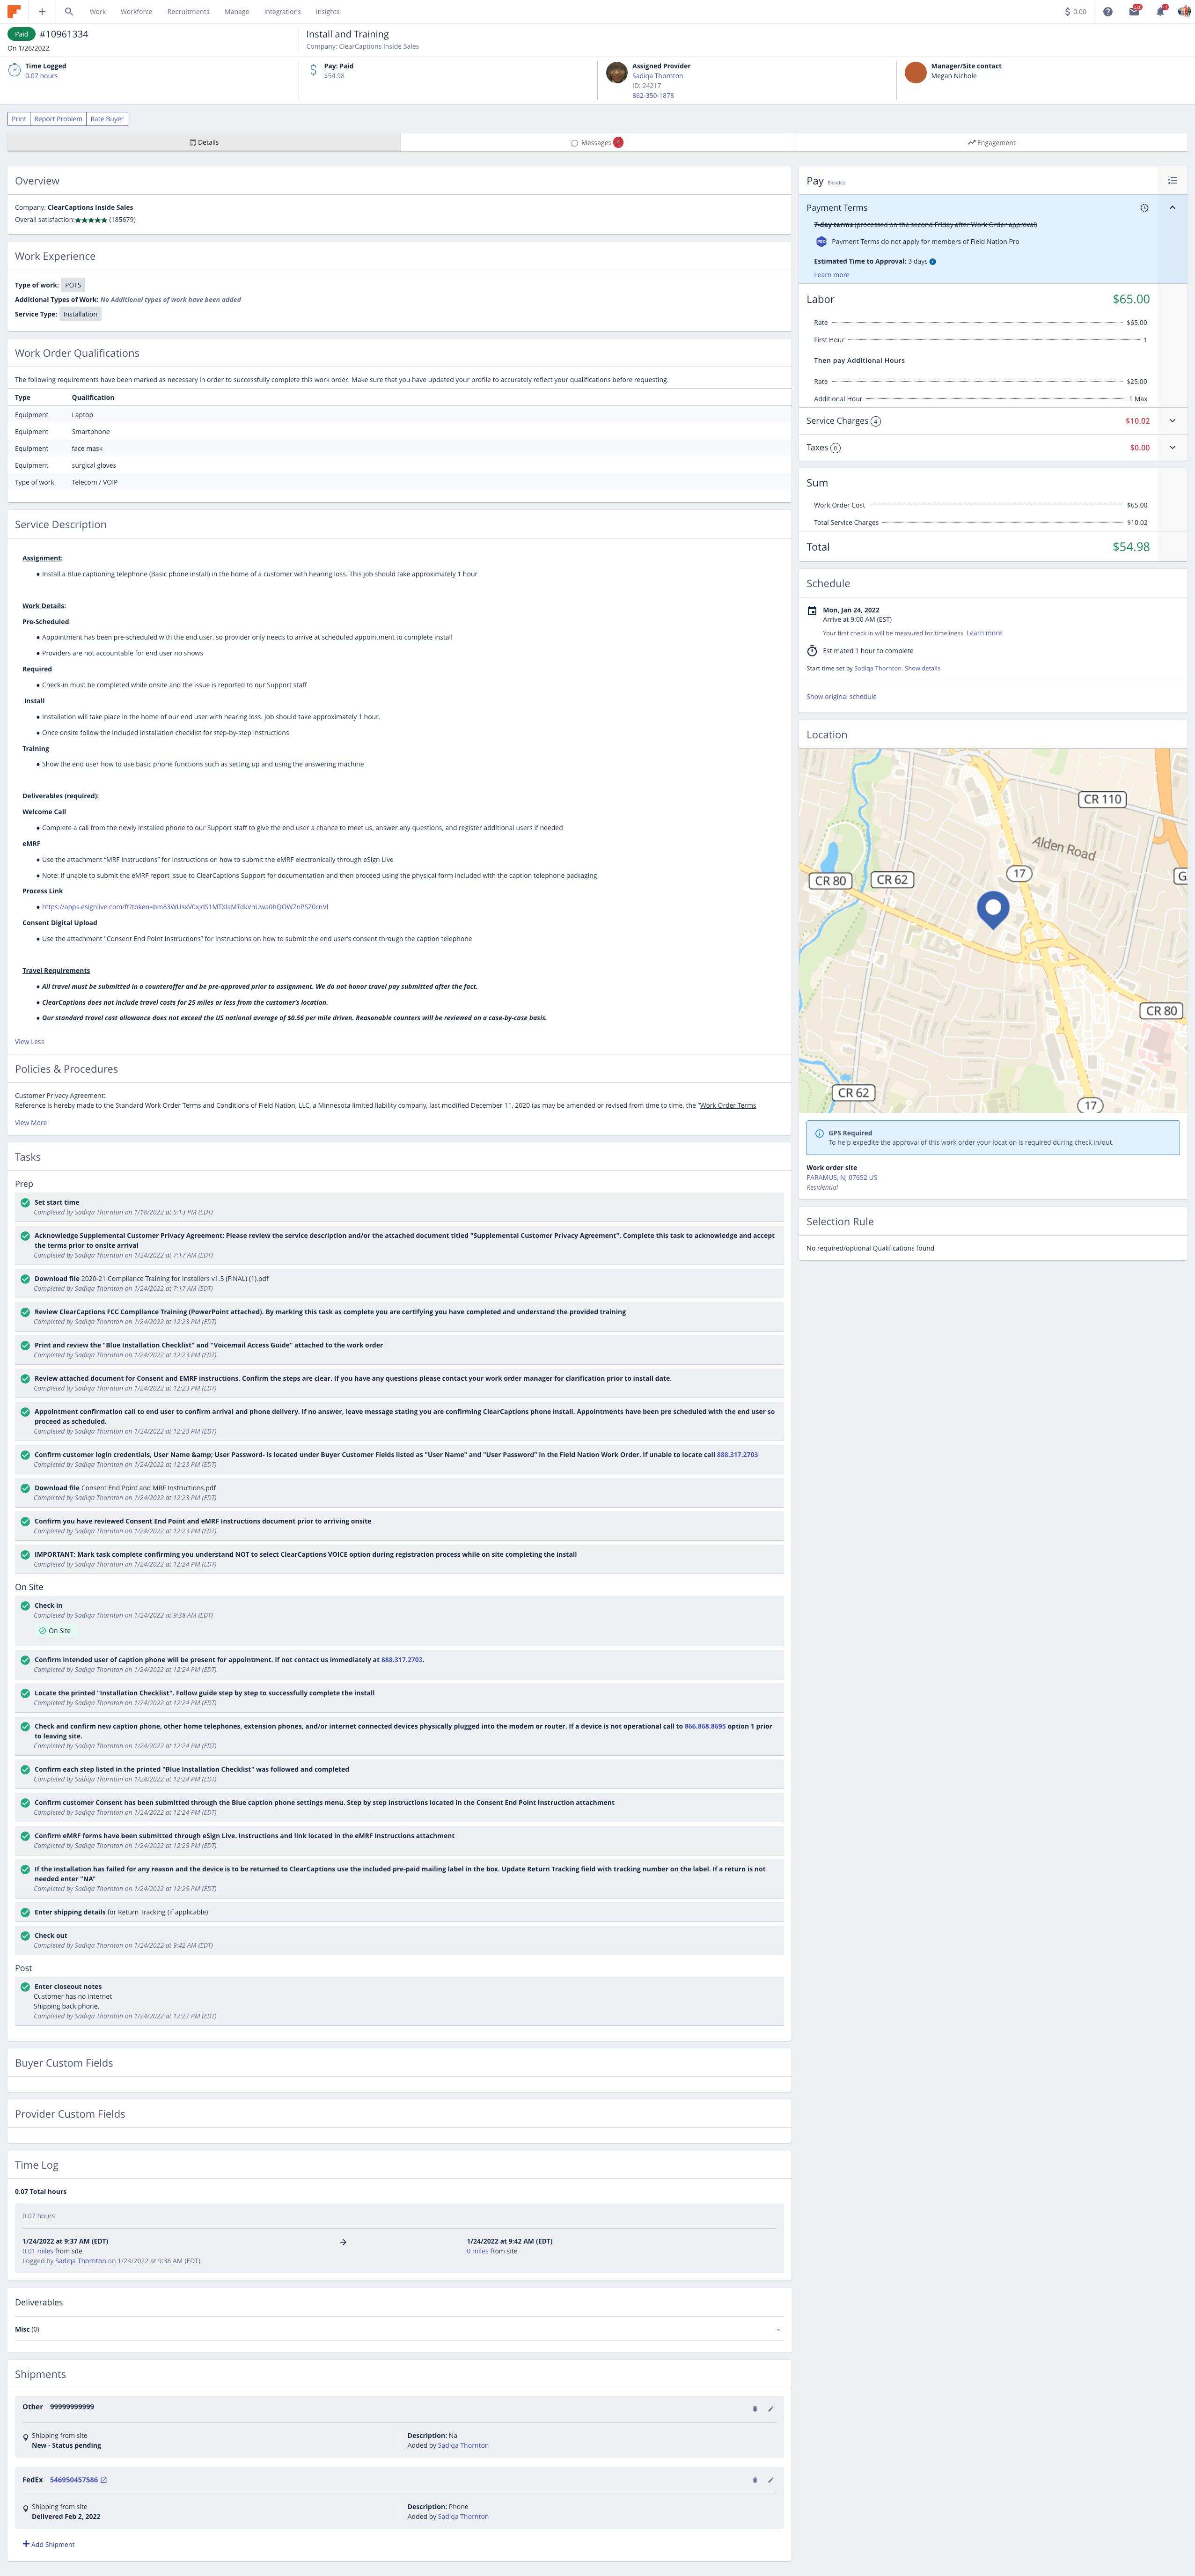 Work
Workforce
Recruitments
Manage
Integrations
Insights
0.00
Paid #10961334
On 1/26/2022
Install and Training
Company: ClearCaptions Inside Sales
Time Logged
0.07 hours
Pay: Paid
$54.98
Assigned Provider
Sadiqa Thornton
ID: 24217
862-350-1878
Manager/Site contact
Megan Nichole
Print
Report Problem
Rate Buyer
Details
Messages 4
Engagement
Overview
Company: ClearCaptions Inside Sales
Overall satisfaction:★★★★★ (185679)
Work Experience
Type of work: POTS
Additional Types of Work: No Additional types of work have been added
Service Type: Installation
Work Order Qualifications
The following requirements have been marked as necessary in order to successfully complete this work order. Make sure that you have updated your profile to accurately reflect your qualifications before requesting.
Type Qualification
Equipment Laptop
Equipment Smartphone
Equipment face mask
Equipment surgical gloves
Type of work Telecom / VOIP
Service Description
Assignment:
● Install a Blue captioning telephone (Basic phone install) in the home of a customer with hearing loss. This job should take approximately 1 hour
Work Details:
Pre-Scheduled
● Appointment has been pre-scheduled with the end user, so provider only needs to arrive at scheduled appointment to complete install
● Providers are not accountable for end user no shows
Required
● Check-in must be completed while onsite and the issue is reported to our Support staff
Install
● Installation will take place in the home of our end user with hearing loss. Job should take approximately 1 hour.
● Once onsite follow the included installation checklist for step-by-step instructions
Training
● Show the end user how to use basic phone functions such as setting up and using the answering machine
Deliverables (required):
Welcome Call
● Complete a call from the newly installed phone to our Support staff to give the end user a chance to meet us, answer any questions, and register additional users if needed
eMRF
● Use the attachment "MRF Instructions" for instructions on how to submit the eMRF electronically through eSign Live
● Note: If unable to submit the eMRF report issue to ClearCaptions Support for documentation and then proceed using the physical form included with the caption telephone packaging
Process Link
Consent Digital Upload
● Use the attachment "Consent End Point Instructions" for instructions on how to submit the end user's consent through the caption telephone
Travel Requirements
● All travel must be submitted in a counteroffer and be pre-approved prior to assignment. We do not honor travel pay submitted after the fact.
● ClearCaptions does not include travel costs for 25 miles or less from the customer's location.
● Our standard travel cost allowance does not exceed the US national average of $0.56 per mile driven. Reasonable counters will be reviewed on a case-by-case basis.
View Less
Policies & Procedures
Customer Privacy Agreement:
Reference is hereby made to the Standard Work Order Terms and Conditions of Field Nation, LLC, a Minnesota limited liability company, last modified December 11, 2020 (as may be amended or revised from time to time, the "Work Order Terms
View More
Tasks
Prep
Set start time
Completed by Sadiqa Thornton on 1/18/2022 at 5:13 PM (EDT)
Acknowledge Supplemental Customer Privacy Agreement: Please review the service description and/or the attached document titled "Supplemental Customer Privacy Agreement". Complete this task to acknowledge and accept
the terms prior to onsite arrival
Completed by Sadiqa Thornton on 1/24/2022 at 7:17 AM (EDT)
Download file 2020-21 Compliance Training for Installers v1.5 (FINAL) (1).pdf
Completed by Sadiqa Thornton on 1/24/2022 at 7:17 AM (EDT)
Review ClearCaptions FCC Compliance Training (PowerPoint attached). By marking this task as complete you are certifying you have completed and understand the provided training
Completed by Sadiqa Thornton on 1/24/2022 at 12:23 PM (EDT)
Print and review the "Blue Installation Checklist" and "Voicemail Access Guide" attached to the work order
Completed by Sadiqa Thornton on 1/24/2022 at 12:23 PM (EDT)
Review attached document for Consent and EMRF instructions. Confirm the steps are clear. If you have any questions please contact your work order manager for clarification prior to install date.
Completed by Sadiqa Thornton on 1/24/2022 at 12:23 PM (EDT)
Appointment confirmation call to end user to confirm arrival and phone delivery. If no answer, leave message stating you are confirming ClearCaptions phone install. Appointments have been pre scheduled with the end user so
proceed as scheduled.
Completed by Sadiqa Thornton on 1/24/2022 at 12:23 PM (EDT)
Confirm customer login credentials, User Name &amp; User Password- Is located under Buyer Customer Fields listed as "User Name" and "User Password" in the Field Nation Work Order. If unable to locate call 888.317.2703
Completed by Sadiqa Thornton on 1/24/2022 at 12:23 PM (EDT)
Download file Consent End Point and MRF Instructions.pdf
Completed by Sadiqa Thornton on 1/24/2022 at 12:23 PM (EDT)
Confirm you have reviewed Consent End Point and eMRF Instructions document prior to arriving onsite
Completed by Sadiqa Thornton on 1/24/2022 at 12:23 PM (EDT)
IMPORTANT: Mark task complete confirming you understand NOT to select ClearCaptions VOICE option during registration process while on site completing the install
Completed by Sadiqa Thornton on 1/24/2022 at 12:24 PM (EDT)
On Site
Check in
Completed by Sadiqa Thornton on 1/24/2022 at 9:38 AM (EDT)
On Site
Confirm intended user of caption phone will be present for appointment. If not contact us immediately at 888.317.2703.
Completed by Sadiqa Thornton on 1/24/2022 at 12:24 PM (EDT)
Locate the printed "Installation Checklist". Follow guide step by step to successfully complete the install
Completed by Sadiqa Thornton on 1/24/2022 at 12:24 PM (EDT)
Check and confirm new caption phone, other home telephones, extension phones, and/or internet connected devices physically plugged into the modem or router. If a device is not operational call to 866.868.8695 option 1 prior
to leaving site.
Completed by Sadiqa Thornton on 1/24/2022 at 12:24 PM (EDT)
Confirm each step listed in the printed "Blue Installation Checklist" was followed and completed
Completed by Sadiqa Thornton on 1/24/2022 at 12:24 PM (EDT)
Confirm customer Consent has been submitted through the Blue caption phone settings menu. Step by step instructions located in the Consent End Point Instruction attachment
Completed by Sadiqa Thornton on 1/24/2022 at 12:24 PM (EDT)
Confirm eMRF forms have been submitted through eSign Live. Instructions and link located in the eMRF Instructions attachment
Completed by Sadiqa Thornton on 1/24/2022 at 12:25 PM (EDT)
If the installation has failed for any reason and the device is to be returned to ClearCaptions use the included pre-paid mailing label in the box. Update Return Tracking field with tracking number on the label. If a return is not
needed enter "NA"
Completed by Sadiqa Thornton on 1/24/2022 at 12:25 PM (EDT)
Enter shipping details for Return Tracking (if applicable)
Check out
Completed by Sadiqa Thornton on 1/24/2022 at 9:42 AM (EDT)
Post
Enter closeout notes
Customer has no internet
Shipping back phone.
Completed by Sadiqa Thornton on 1/24/2022 at 12:27 PM (EDT)
Buyer Custom Fields
Provider Custom Fields
Time Log
0.07 Total hours
0.07 hours
1/24/2022 at 9:37 AM (EDT)
0.01 miles from site
Logged by Sadiqa Thornton on 1/24/2022 at 9:38 AM (EDT)
1/24/2022 at 9:42 AM (EDT)
0 miles from site
Deliverables
Misc (0)
Shipments
Other 99999999999
Shipping from site
New - Status pending
Description: Na
Added by Sadiqa Thornton
FedEx 546950457586
Shipping from site
Delivered Feb 2, 2022
Description: Phone
Added by Sadiqa Thornton
Add Shipment
Pay Blended
Payment Terms
7-day terms (processed on the second Friday after Work Order approval)
PRO Payment Terms do not apply for members of Field Nation Pro
Estimated Time to Approval: 3 days
Learn more
Labor $65.00
Rate $65.00
First Hour 1
Then pay Additional Hours
Rate $25.00
Additional Hour 1 Max
Service Charges 4 $10.02
Taxes 0 $0.00
Sum
Work Order Cost $65.00
Total Service Charges $10.02
Total $54.98
Schedule
Mon, Jan 24, 2022
Arrive at 9:00 AM (EST)
Your first check in will be measured for timeliness. Learn more
Estimated 1 hour to complete
Start time set by Sadiqa Thornton. Show details
Show original schedule
Location
CR 110
Alden Road
17
CR 80
CR 62
G
CR 80
CR 62
17
GPS Required
To help expedite the approval of this work order your location is required during check in/out.
Work order site
PARAMUS, NJ 07652 US
Residential
Selection Rule
No required/optional Qualifications found